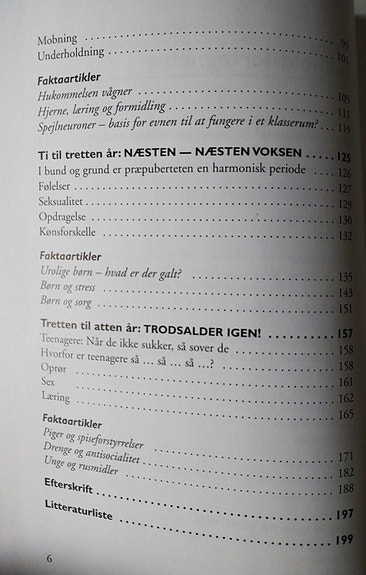 Mobning . . . . . . . . . . . . . . . . . . . . . . . . . . 95
Underholdning . . . . . . . . . . . . . . . . . . . . . . . 101
Faktaartikler
Hukommelsen vågner . . . . . . . . . . . . . . . . . . . . 105
Hjerne, læring og formidling . . . . . . . . . . . . . . . . 111
Spejlneuroner – basis for evnen til at fungere i et klasserum? . . . 119
Ti til tretten år: NÆSTEN — NÆSTEN VOKSEN . . . . . 125
I bund og grund er præpuberteten en harmonisk periode . . . 126
Følelser . . . . . . . . . . . . . . . . . . . . . . . . . . 127
Seksualitet . . . . . . . . . . . . . . . . . . . . . . . . . 129
Opdragelse . . . . . . . . . . . . . . . . . . . . . . . . . 130
Kønsforskelle . . . . . . . . . . . . . . . . . . . . . . . . 132
Faktaartikler
Urolige børn – hvad er der galt? . . . . . . . . . . . . . . 135
Børn og stress . . . . . . . . . . . . . . . . . . . . . . . 143
Børn og sorg . . . . . . . . . . . . . . . . . . . . . . . . 151
Tretten til atten år: TRODSALDER IGEN! . . . . . . . . . 157
Teenagere: Når de ikke sukker, så sover de . . . . . . . . . 158
Hvorfor er teenagere så … så … så …? . . . . . . . . . . . 158
Oprør . . . . . . . . . . . . . . . . . . . . . . . . . . . 161
Sex . . . . . . . . . . . . . . . . . . . . . . . . . . . . 162
Læring . . . . . . . . . . . . . . . . . . . . . . . . . . . 165
Faktaartikler
Piger og spiseforstyrrelser . . . . . . . . . . . . . . . . . 171
Drenge og antisocialitet . . . . . . . . . . . . . . . . . . 182
Unge og rusmidler . . . . . . . . . . . . . . . . . . . . . 188
Efterskrift . . . . . . . . . . . . . . . . . . . . . . . . . 197
Litteraturliste . . . . . . . . . . . . . . . . . . . . . . . 199
6